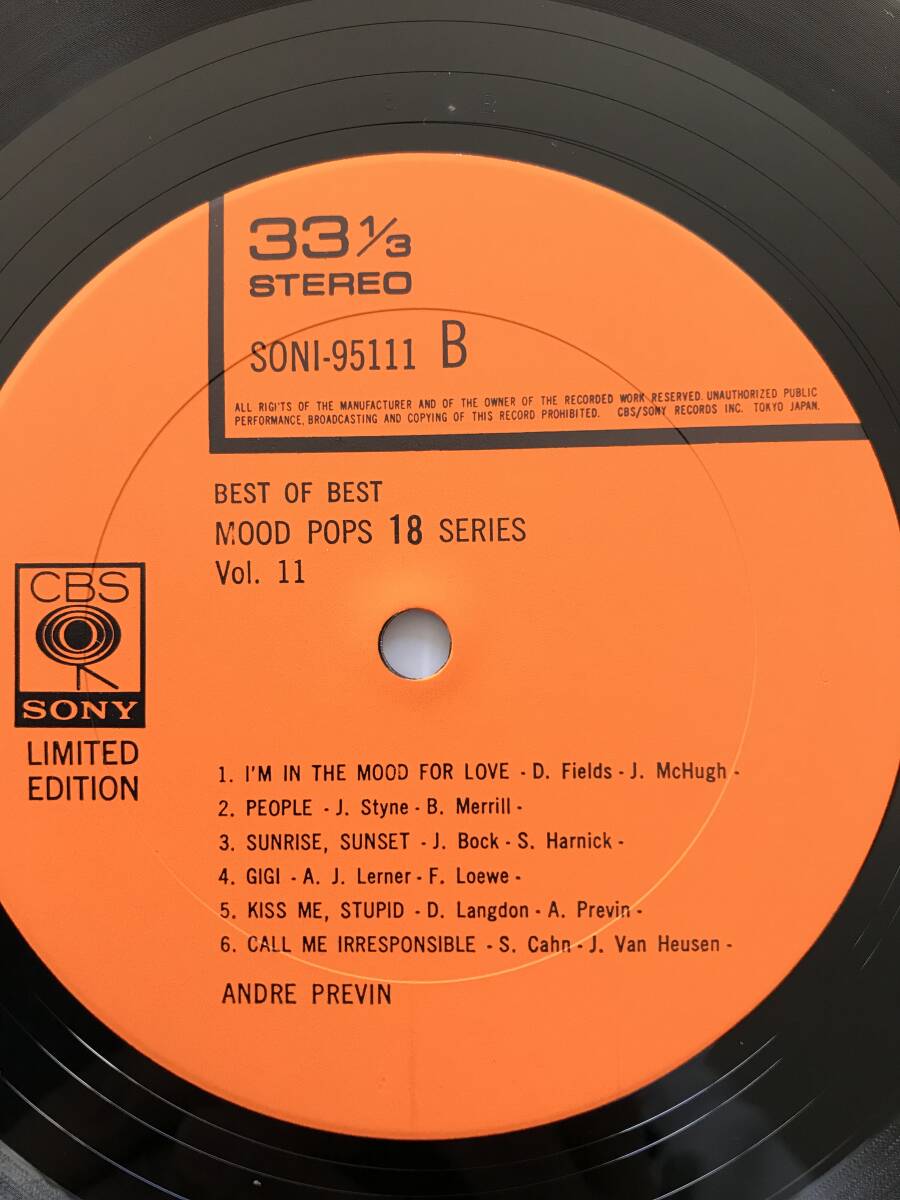 33 1/3
STEREO
SONI-95111 B
ALL RIGI'TS OF THE MANUFACTURER AND OF THE OWNER OF THE RECORDED WORK RESERVED. UNAUTHORIZED PUBLIC
PERFORMANCE, BROADCASTING AND COPYING OF THIS RECORD PROHIBITED. CBS/SONY RECORDS INC. TOKYO JAPAN.
BEST OF BEST
MOOD POPS 18 SERIES
Vol. 11
CBS
SONY
LIMITED
EDITION
1. I'M IN THE MOOD FOR LOVE - D. Fields - J. McHugh -
2. PEOPLE - J. Styne - B. Merrill -
3. SUNRISE, SUNSET - J. Bock - S. Harnick -
4. GIGI - A. J. Lerner - F. Loewe -
5. KISS ME, STUPID - D. Langdon - A. Previn -
6. CALL ME IRRESPONSIBLE - S. Cahn - J. Van Heusen -
ANDRE PREVIN